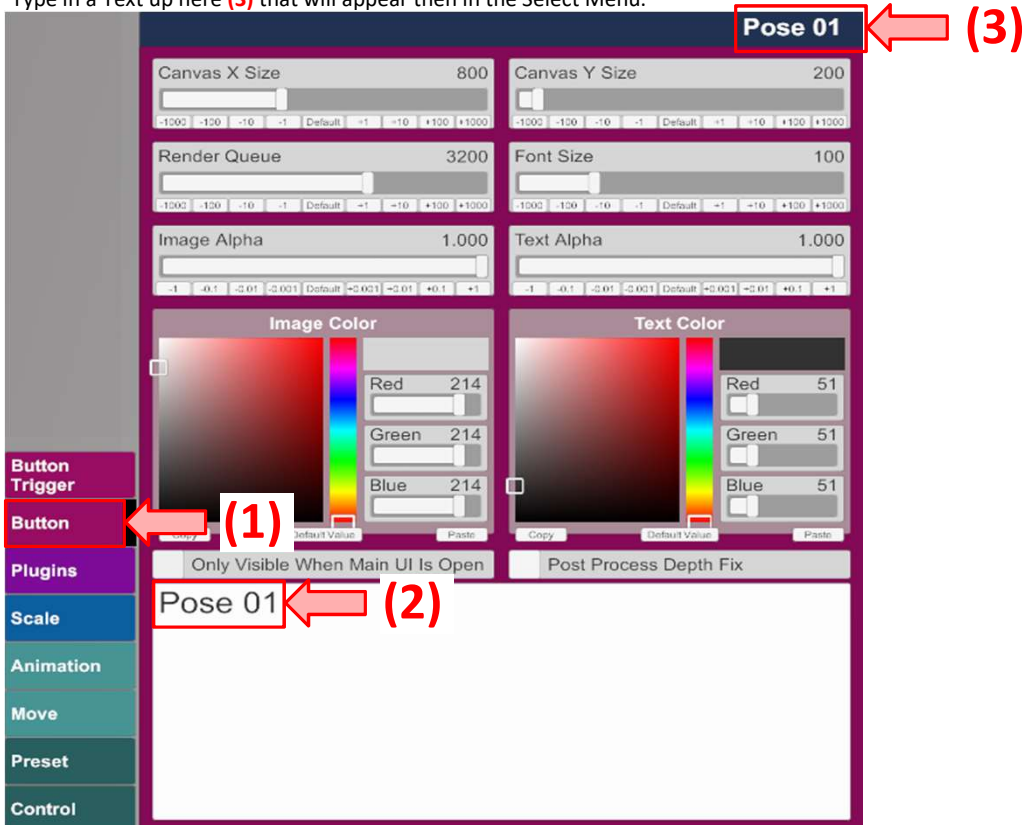 Type in a Text up here (3) that will appear then in the Select Menu.
Pose 01 (3)
Canvas X Size 800 Canvas Y Size 200
-1000 -100 -10 -1 Default +1 +10 +100 +1000 -1000 -100 -10 -1 Default +1 +10 +100 +1000
Render Queue 3200 Font Size 100
-1000 -100 -10 -1 Default +1 +10 +100 +1000 -1000 -100 -10 -1 Default +1 +10 +100 +1000
Image Alpha 1.000 Text Alpha 1.000
-1 -0.1 -0.01 -0.001 Default +0.001 +0.01 +0.1 +1 -1 -0.1 -0.01 -0.001 Default +0.001 +0.01 +0.1 +1
Image Color Text Color
Red 214 Red 51
Green 214 Green 51
Blue 214 Blue 51
Copy Default Value Paste Copy Default Value Paste
Only Visible When Main UI Is Open Post Process Depth Fix
Pose 01 (2)
Button
Trigger
Button (1)
Plugins
Scale
Animation
Move
Preset
Control